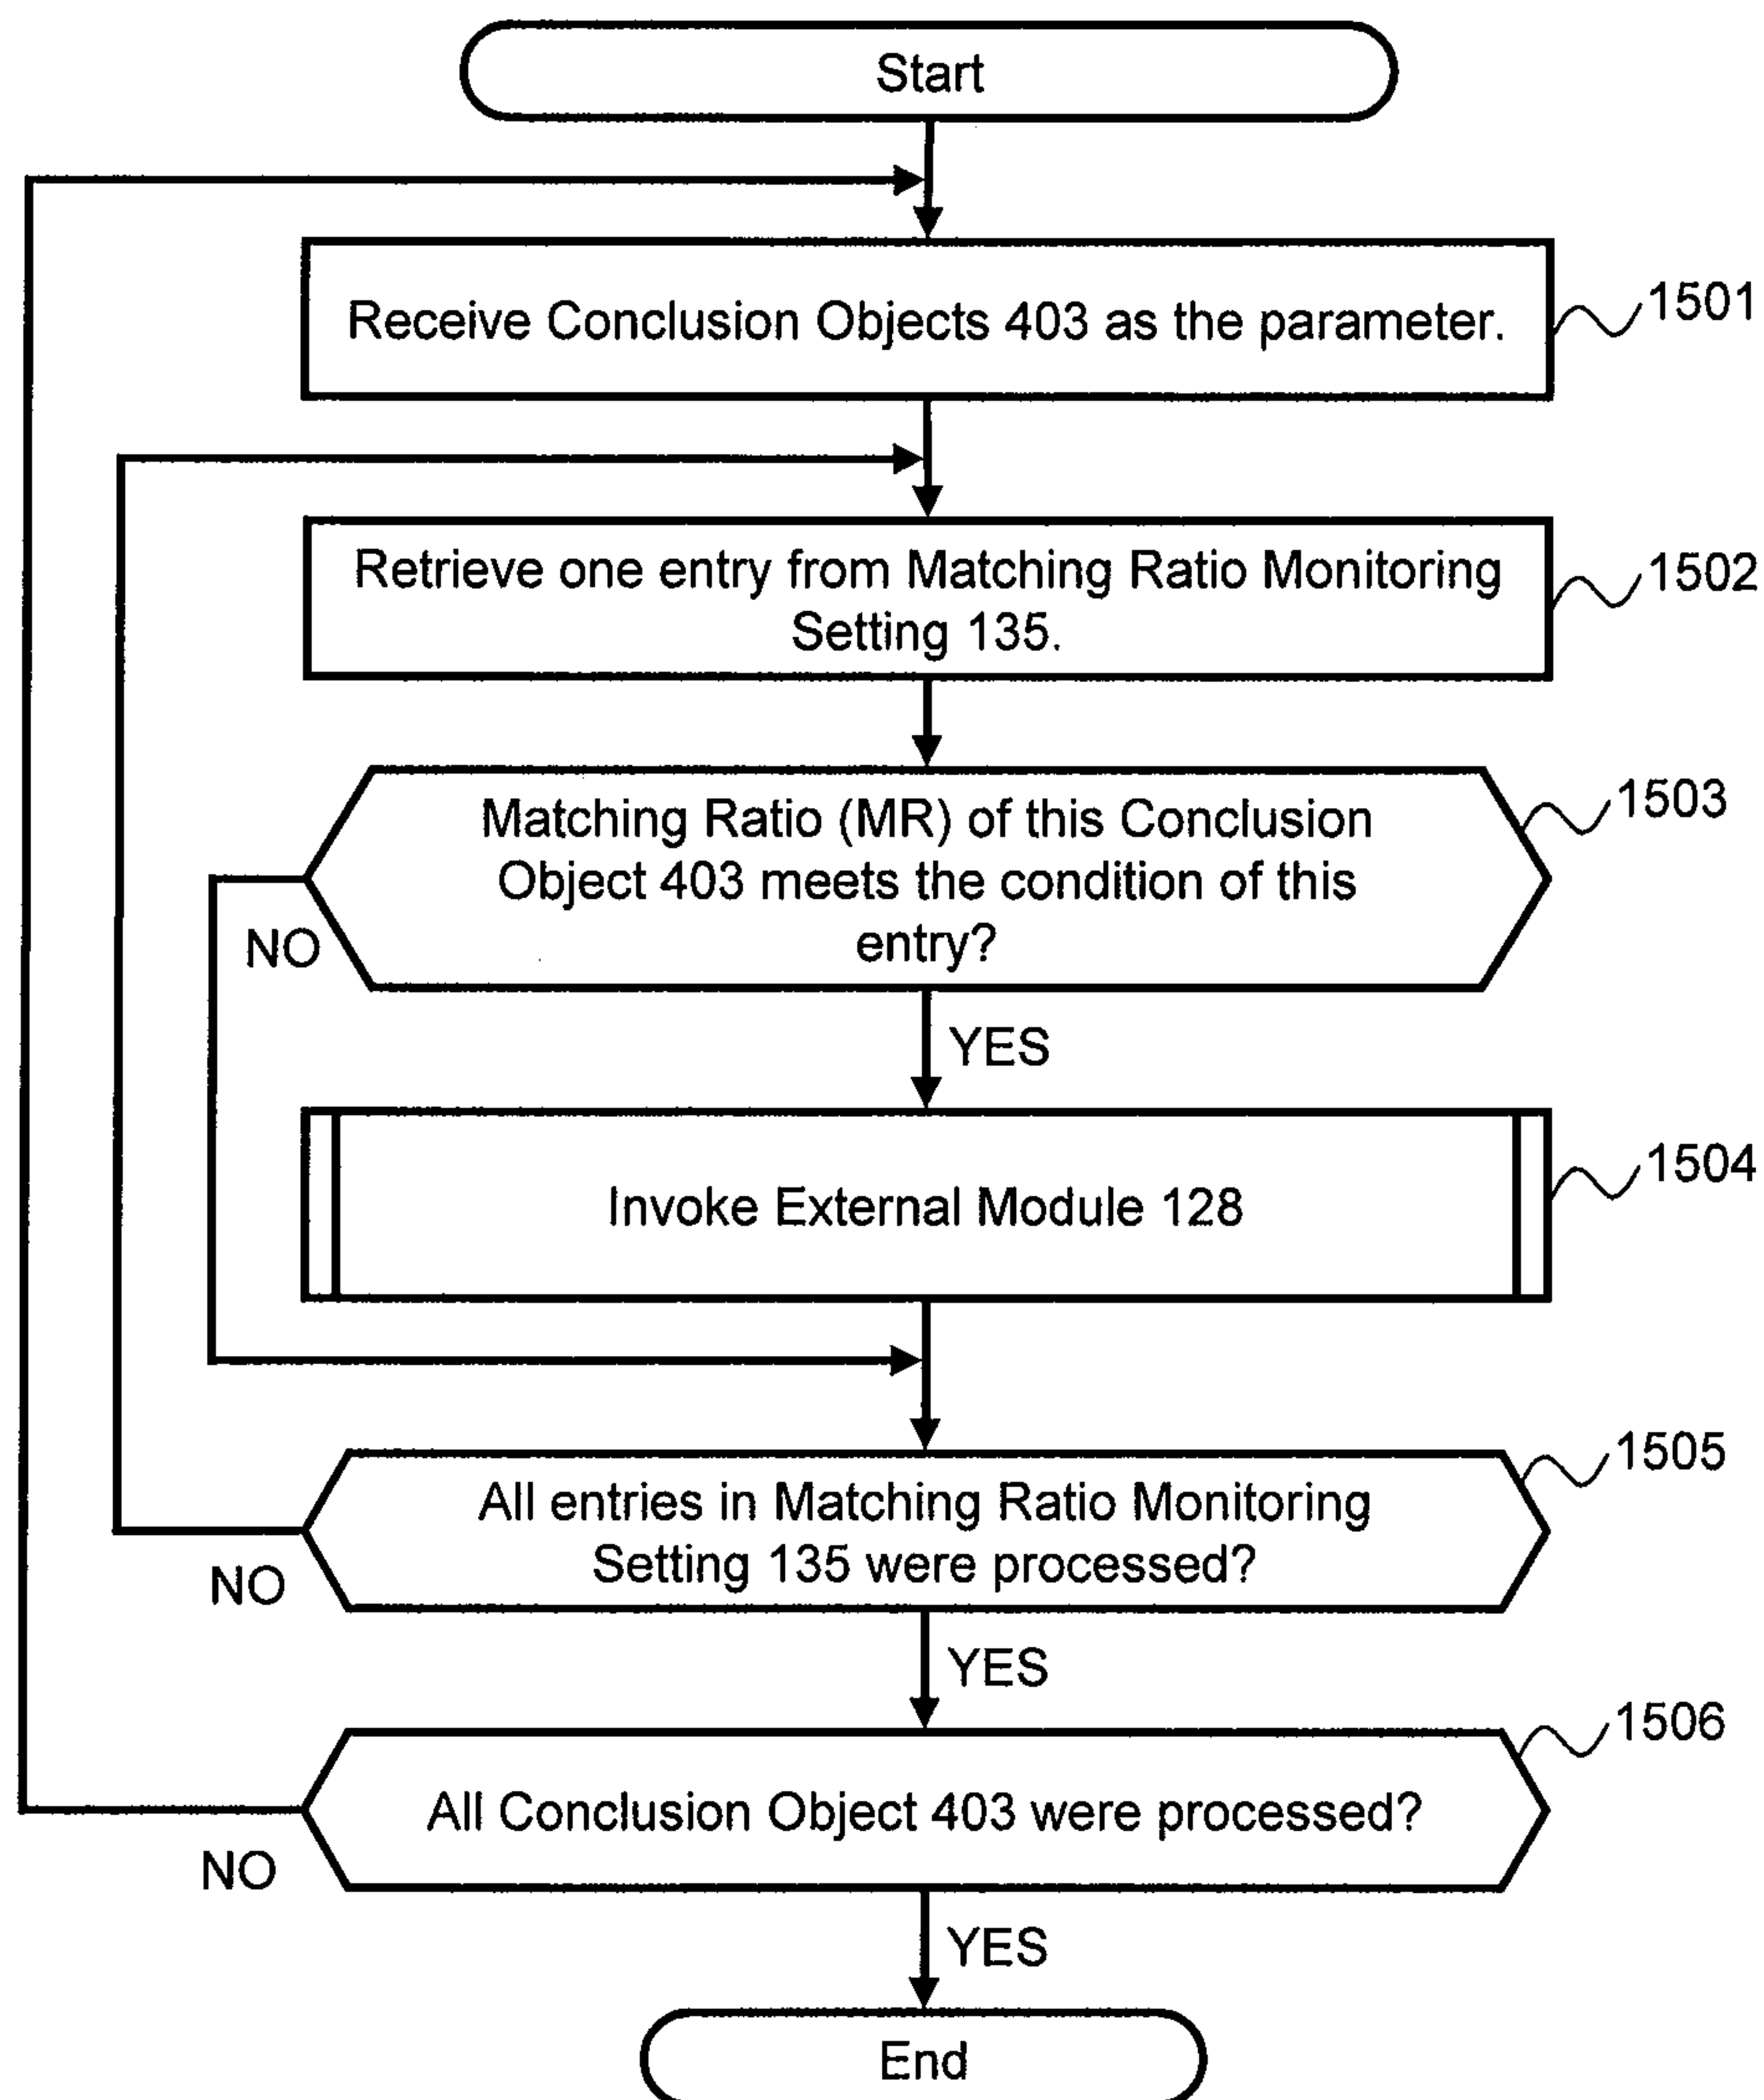 Start
Receive Conclusion Objects 403 as the parameter.
1501
Retrieve one entry from Matching Ratio Monitoring
Setting 135.
1502
Matching Ratio (MR) of this Conclusion
Object 403 meets the condition of this
entry?
1503
NO
YES
Invoke External Module 128
1504
All entries in Matching Ratio Monitoring
Setting 135 were processed?
1505
NO
YES
All Conclusion Object 403 were processed?
1506
NO
YES
End